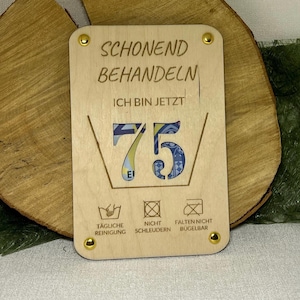 SCHONEND
BEHANDELN
ICH BIN JETZT
75
TÄGLICHE NICHT FALTEN NICHT
REINIGUNG SCHLEUDERN BÜGELBAR